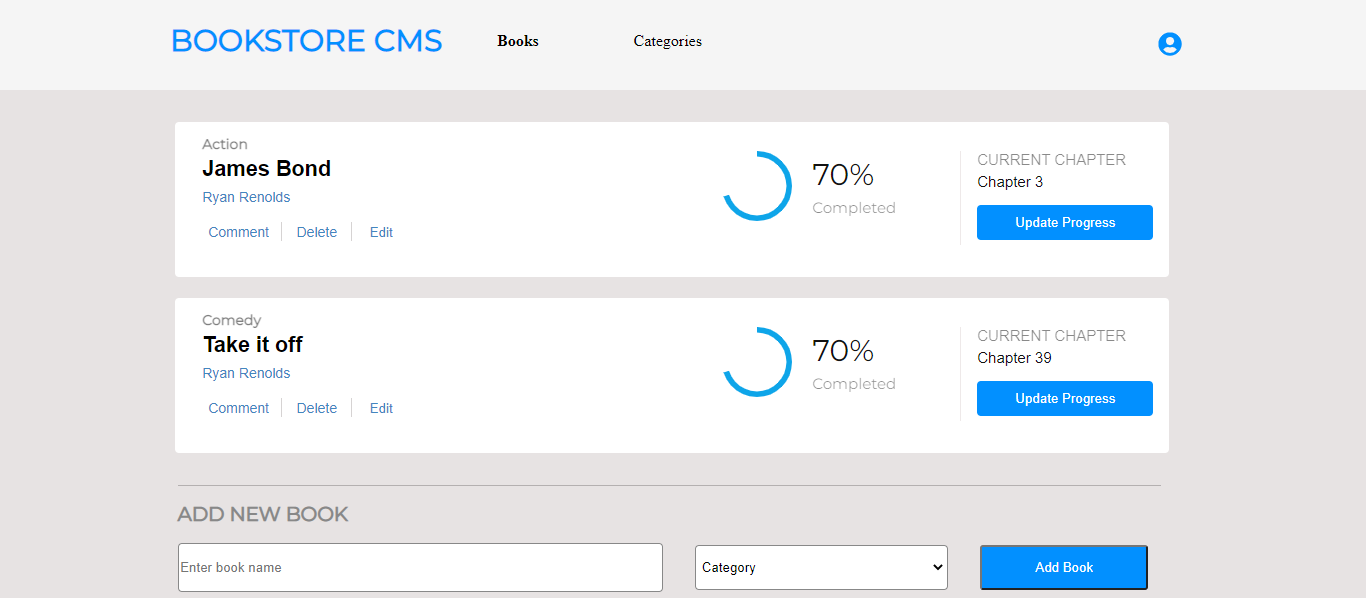 BOOKSTORE CMS Books Categories
Action
James Bond
Ryan Renolds
Comment Delete Edit
70%
Completed
CURRENT CHAPTER
Chapter 3
Update Progress
Comedy
Take it off
Ryan Renolds
Comment Delete Edit
70%
Completed
CURRENT CHAPTER
Chapter 39
Update Progress
ADD NEW BOOK
Enter book name Category Add Book